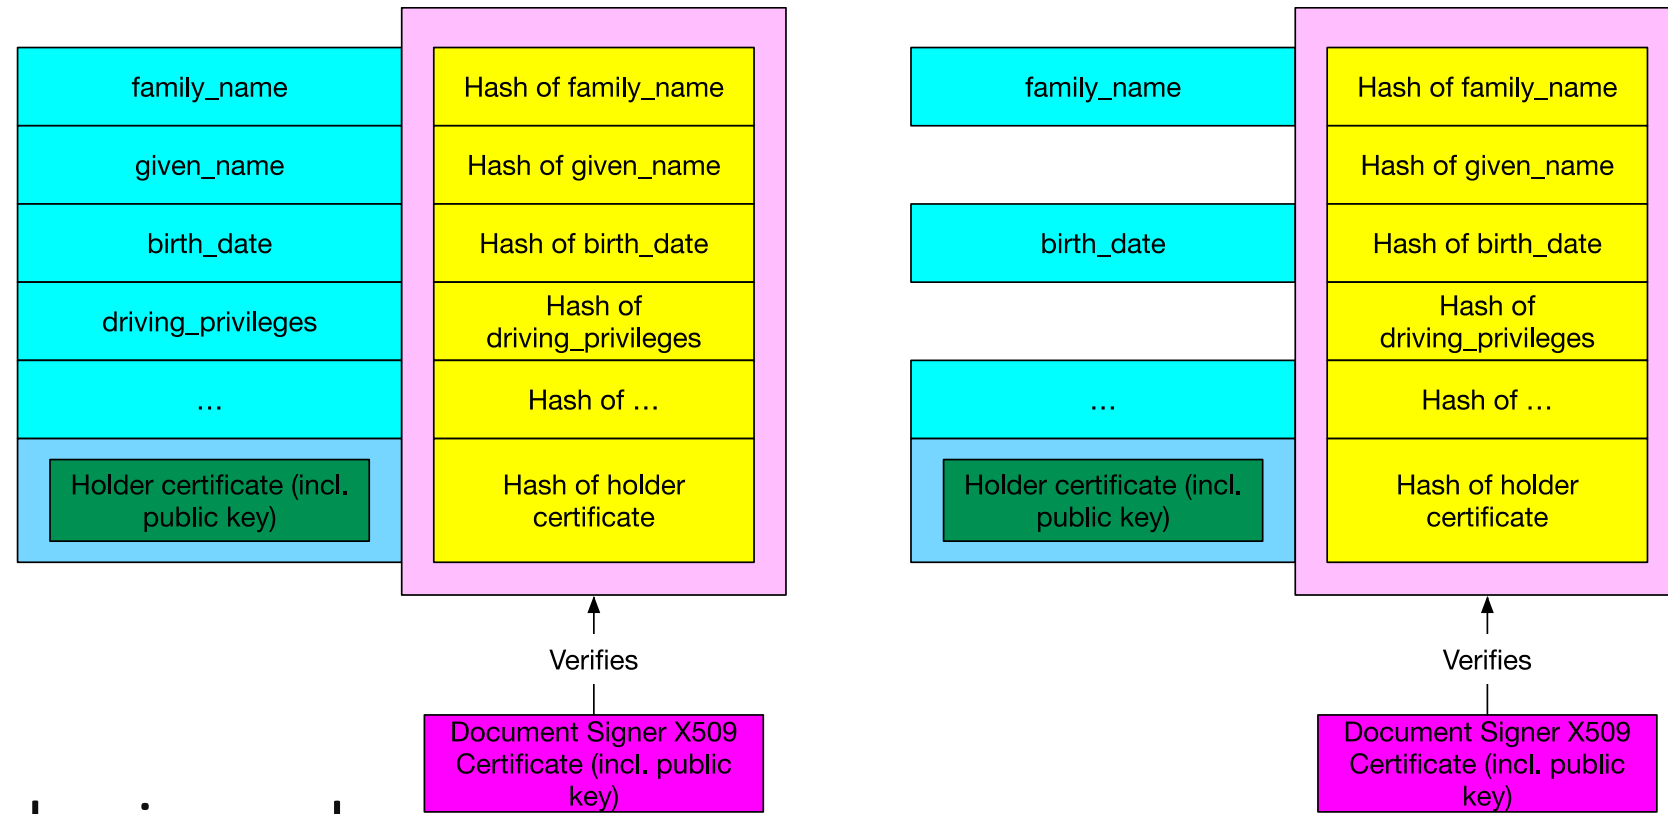 family_name
Hash of family_name
given_name
Hash of given_name
birth_date
Hash of birth_date
driving_privileges
Hash of
driving_privileges
…
Hash of …
Holder certificate (incl.
public key)
Hash of holder
certificate
Verifies
Document Signer X509
Certificate (incl. public
key)
family_name
Hash of family_name
Hash of given_name
birth_date
Hash of birth_date
Hash of
driving_privileges
…
Hash of …
Holder certificate (incl.
public key)
Hash of holder
certificate
Verifies
Document Signer X509
Certificate (incl. public
key)